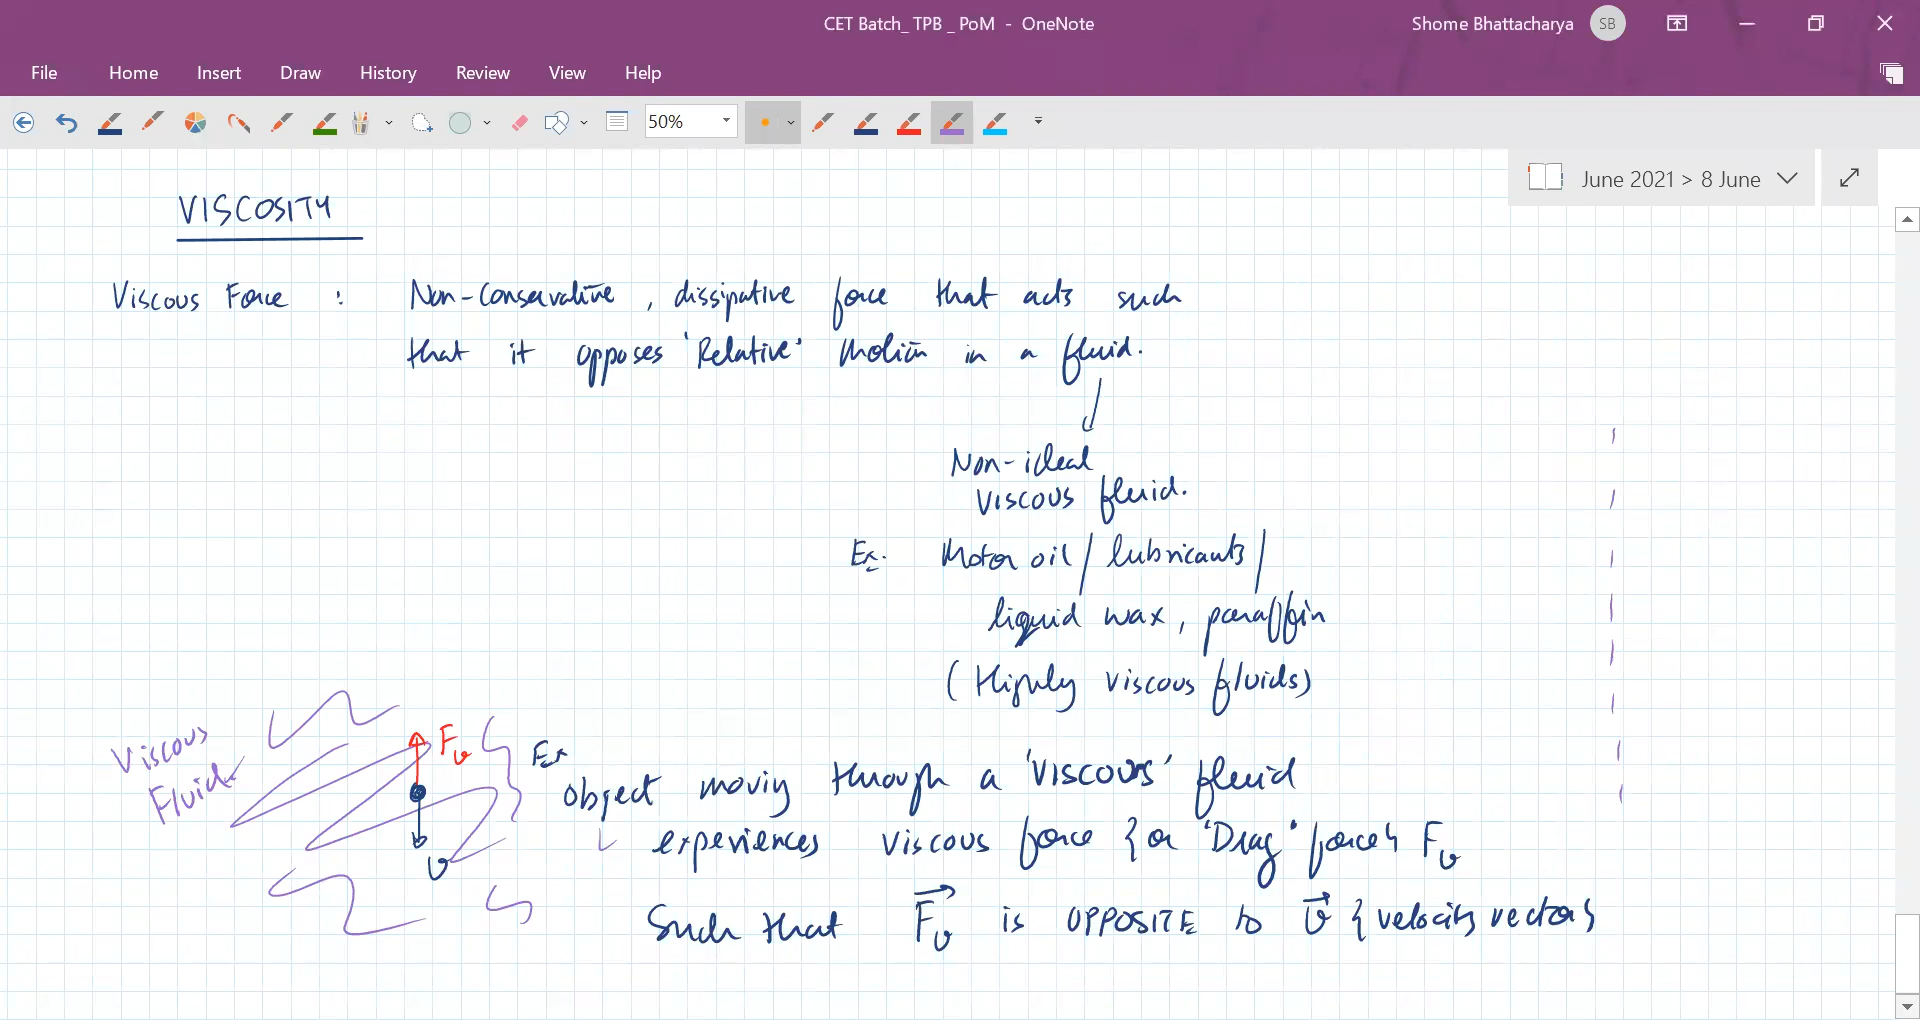 CET Batch_ TPB _ PoM - OneNote
Shome Bhattacharya
SB
File Home Insert Draw History Review View Help
50%
June 2021 > 8 June
VISCOSITY
Viscous Force : Non-Conservative, dissipative force that acts such
that it opposes 'Relative' Motion in a fluid.
Non-ideal
viscous fluid.
Ex. Motor oil / lubricants /
liquid wax, paraffin
(Highly viscous fluids)
Viscous
Fluid
Fv
v
Ex
Object moving through a 'VISCOUS' fluid
experiences viscous force {or 'Drag' force} Fv
Such that Fv is OPPOSITE to v {velocity vector}